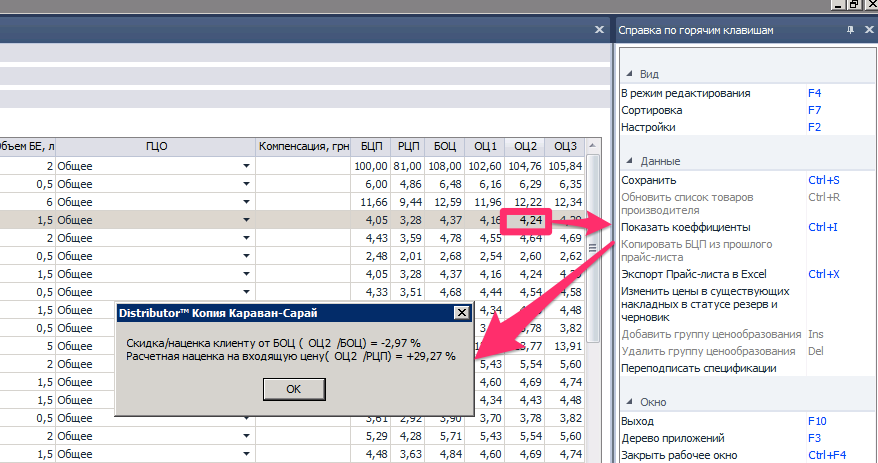 Справка по горячим клавишам
Вид
В режим редактирования F4
Сортировка F7
Настройки F2
Данные
Сохранить Ctrl+S
Обновить список товаров Ctrl+R
производителя
Показать коэффициенты Ctrl+I
Копировать БЦП из прошлого
прайс-листа
Экспорт Прайс-листа в Excel Ctrl+X
Изменить цены в существующих
накладных в статусе резерв и
черновик
Добавить группу ценообразования Ins
Удалить группу ценообразования Del
Переподписать спецификации
Окно
Выход F10
Дерево приложений F3
Закрыть рабочее окно Ctrl+F4
Объем БЕ, л ГЦО Компенсация, грн БЦП РЦП БОЦ ОЦ1 ОЦ2 ОЦ3
2 Общее 100,00 81,00 108,00 102,60 104,76 105,84
0,5 Общее 6,00 4,86 6,48 6,16 6,29 6,35
6 Общее 11,66 9,44 12,59 11,96 12,22 12,34
1,5 Общее 4,05 3,28 4,37 4,16 4,24
2 Общее 4,43 3,59 4,78 4,55 4,64 4,69
0,5 Общее 2,48 2,01 2,68 2,54 2,60 2,62
1,5 Общее 4,05 3,28 4,37 4,16 4,24
0,5 Общее 4,33 3,51 4,68 4,44 4,54 4,58
1,5 Общее 4,34 4,48
0,5 Общее 3,78 3,82
5 Общее 13,77 13,91
2 Общее 5,43 5,54 5,60
1,5 Общее 4,60 4,69 4,74
1,5 Общее 4,34 4,43 4,48
0,5 Общее 3,61 2,92 3,90 3,70 3,78 3,82
2 Общее 5,29 4,28 5,71 5,43 5,54 5,60
1,5 Общее 4,48 3,63 4,84 4,60 4,69 4,74
Distributor™ Копия Караван-Сарай
Скидка/наценка клиенту от БОЦ ( ОЦ2 /БОЦ) = -2,97 %
Расчетная наценка на входящую цену( ОЦ2 /РЦП) = +29,27 %
OK